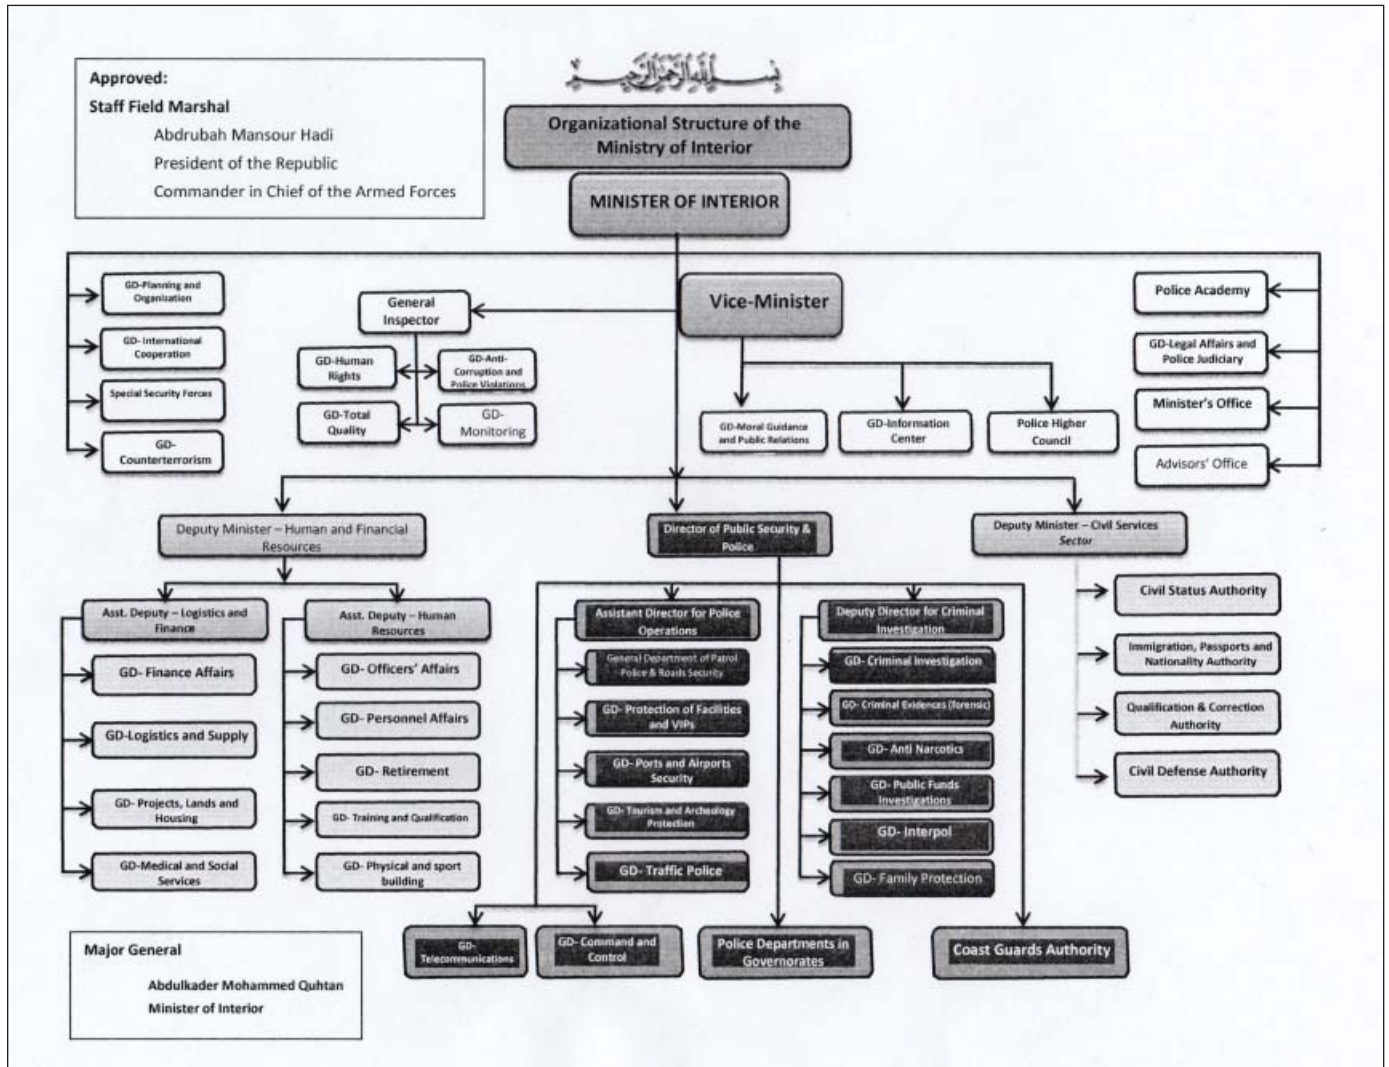 Approved:
Staff Field Marshal
Abdrubah Mansour Hadi
President of the Republic
Commander in Chief of the Armed Forces
بسم الله الرحمن الرحيم
Organizational Structure of the
Ministry of Interior
MINISTER OF INTERIOR
GD-Planning and
Organization
GD- International
Cooperation
Special Security Forces
GD-
Counterterrorism
General
Inspector
GD-Human
Rights
GD-Anti-
Corruption and
Police Violations
GD-Total
Quality
GD-
Monitoring
Vice-Minister
GD-Moral Guidance
and Public Relations
GD-Information
Center
Police Higher
Council
Police Academy
GD-Legal Affairs and
Police Judiciary
Minister's Office
Advisors' Office
Deputy Minister – Human and Financial
Resources
Director of Public Security &
Police
Deputy Minister – Civil Services
Sector
Asst. Deputy – Logistics and
Finance
GD- Finance Affairs
GD-Logistics and Supply
GD- Projects, Lands and
Housing
GD-Medical and Social
Services
Asst. Deputy – Human
Resources
GD- Officers' Affairs
GD- Personnel Affairs
GD- Retirement
GD- Training and Qualification
GD- Physical and sport
building
Assistant Director for Police
Operations
General Department of Patrol
Police & Roads Security
GD- Protection of Facilities
and VIPs
GD- Ports and Airports
Security
GD- Tourism and Archeology
Protection
GD- Traffic Police
Deputy Director for Criminal
Investigation
GD- Criminal Investigation
GD- Criminal Evidences (forensic)
GD- Anti Narcotics
GD- Public Funds
Investigations
GD- Interpol
GD- Family Protection
Civil Status Authority
Immigration, Passports and
Nationality Authority
Qualification & Correction
Authority
Civil Defense Authority
GD-
Telecommunications
GD- Command and
Control
Police Departments in
Governorates
Coast Guards Authority
Major General
Abdulkader Mohammed Quhtan
Minister of Interior